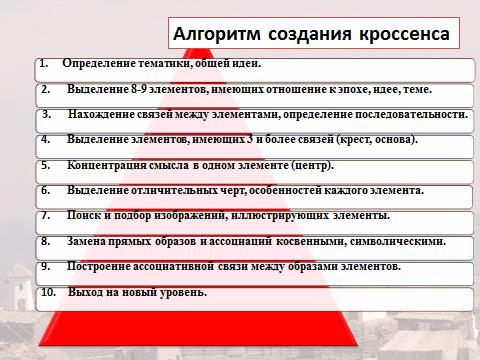 Алгоритм создания кроссенса
1. Определение тематики, общей идеи.
2. Выделение 8-9 элементов, имеющих отношение к эпохе, идее, теме.
3. Нахождение связей между элементами, определение последовательности.
4. Выделение элементов, имеющих 3 и более связей (крест, основа).
5. Концентрация смысла в одном элементе (центр).
6. Выделение отличительных черт, особенностей каждого элемента.
7. Поиск и подбор изображений, иллюстрирующих элементы.
8. Замена прямых образов и ассоциаций косвенными, символическими.
9. Построение ассоциативной связи между образами элементов.
10. Выход на новый уровень.